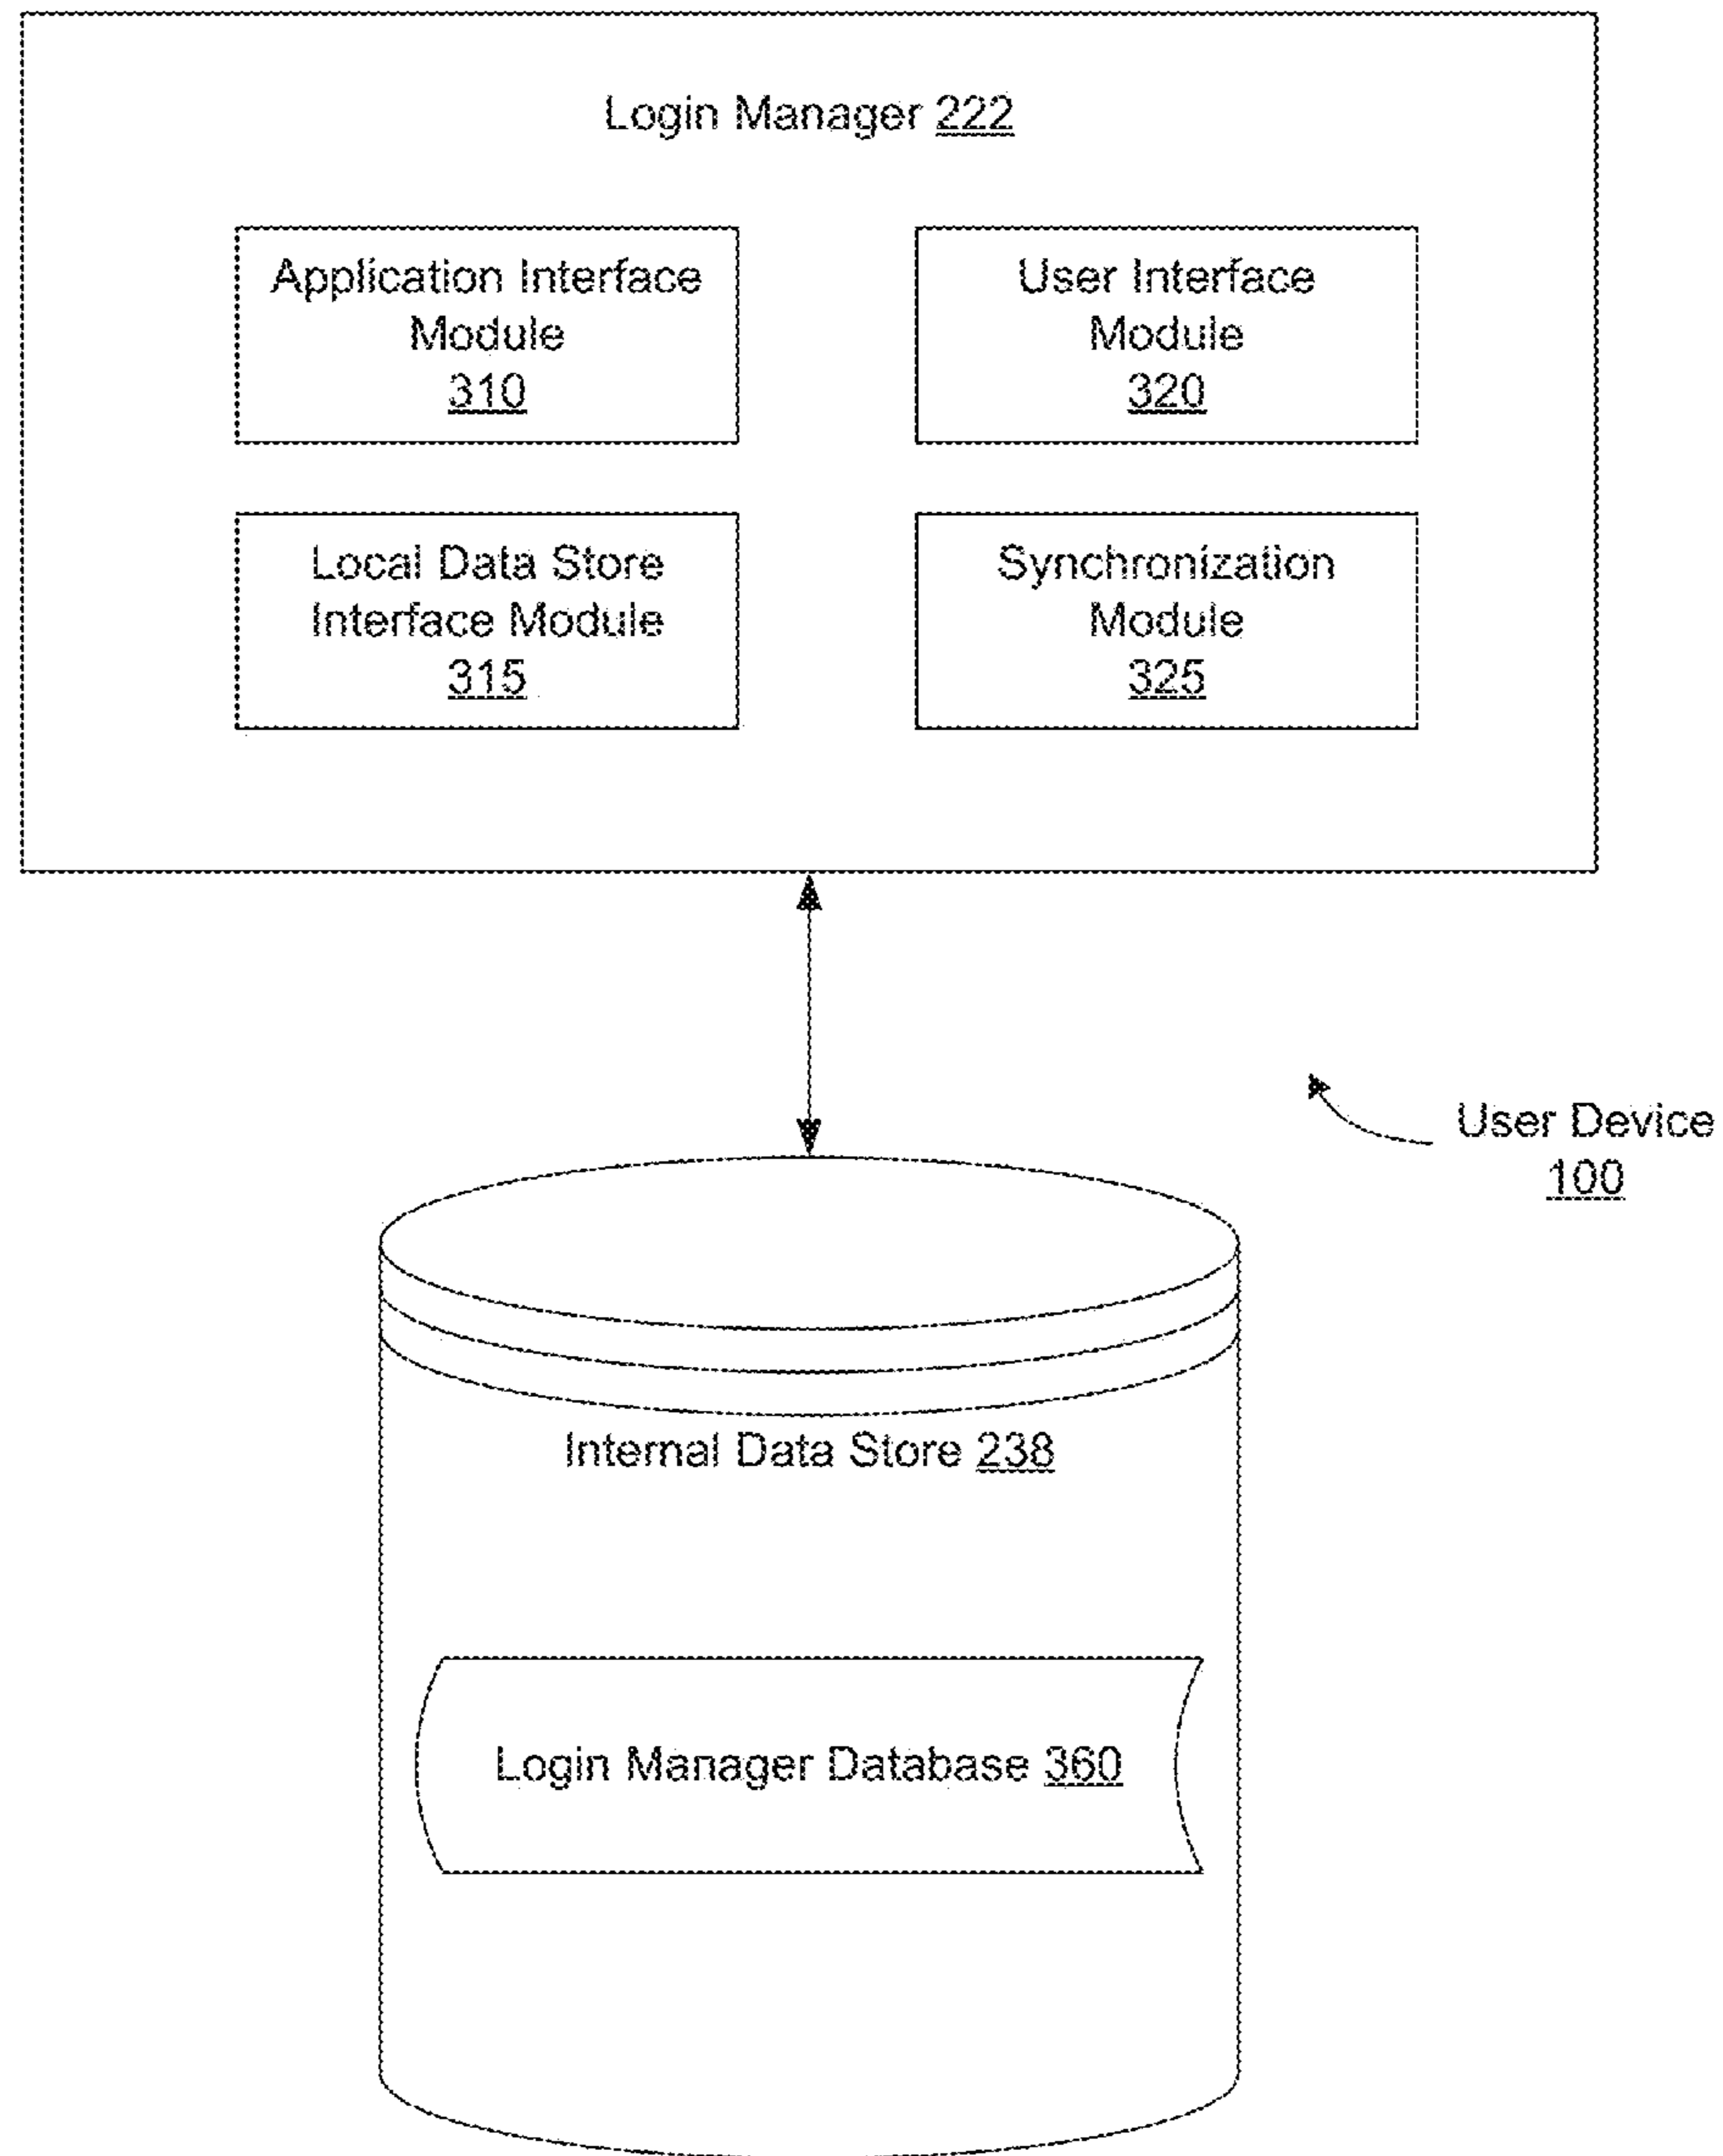 Login Manager 222
Application Interface
Module
310
User Interface
Module
320
Local Data Store
Interface Module
315
Synchronization
Module
325
User Device
100
Internal Data Store 238
Login Manager Database 360